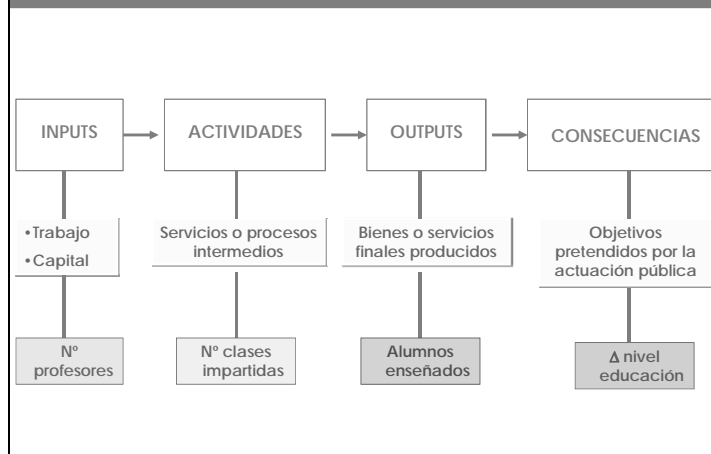 INPUTS
ACTIVIDADES
OUTPUTS
CONSECUENCIAS
•Trabajo
•Capital
Servicios o procesos
intermedios
Bienes o servicios
finales producidos
Objetivos
pretendidos por la
actuación pública
Nº
profesores
Nº clases
impartidas
Alumnos
enseñados
Δ nivel
educación